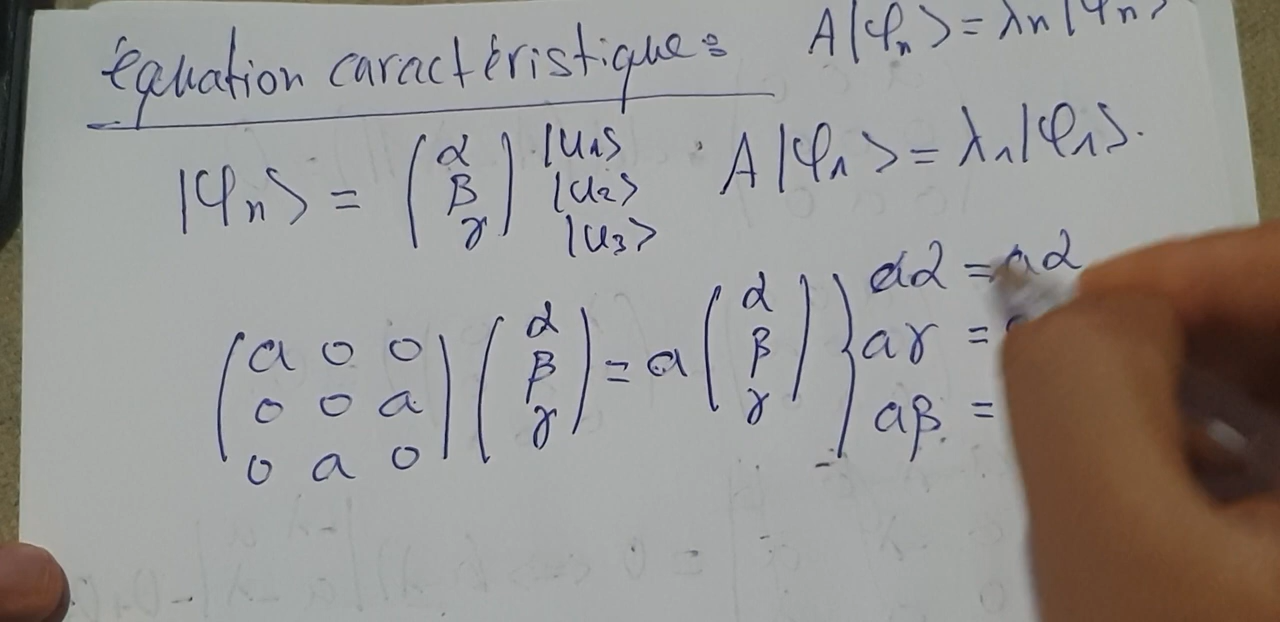 équation caractéristique:
A|φn> = λn|φn>
|φn> = (α β γ) |u1> |u2> |u3>
A|φ1> = λ1|φ1>.
(a 0 0
0 0 a
0 a 0) (α β γ) = a (α β γ)
aα = aα
aγ =
aβ =